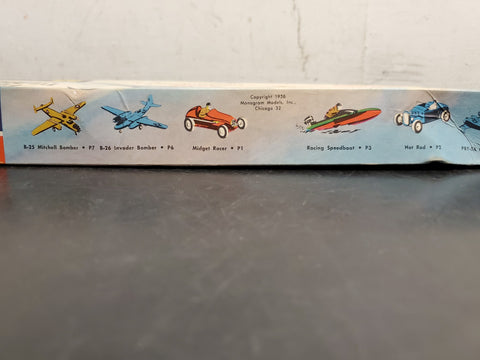 Copyright 1956
Monogram Models, Inc.,
Chicago 32
B-25 Mitchell Bomber • P7 B-26 Invader Bomber • P6 Midget Racer • P1 Racing Speedboat • P3 Hot Rod • P2